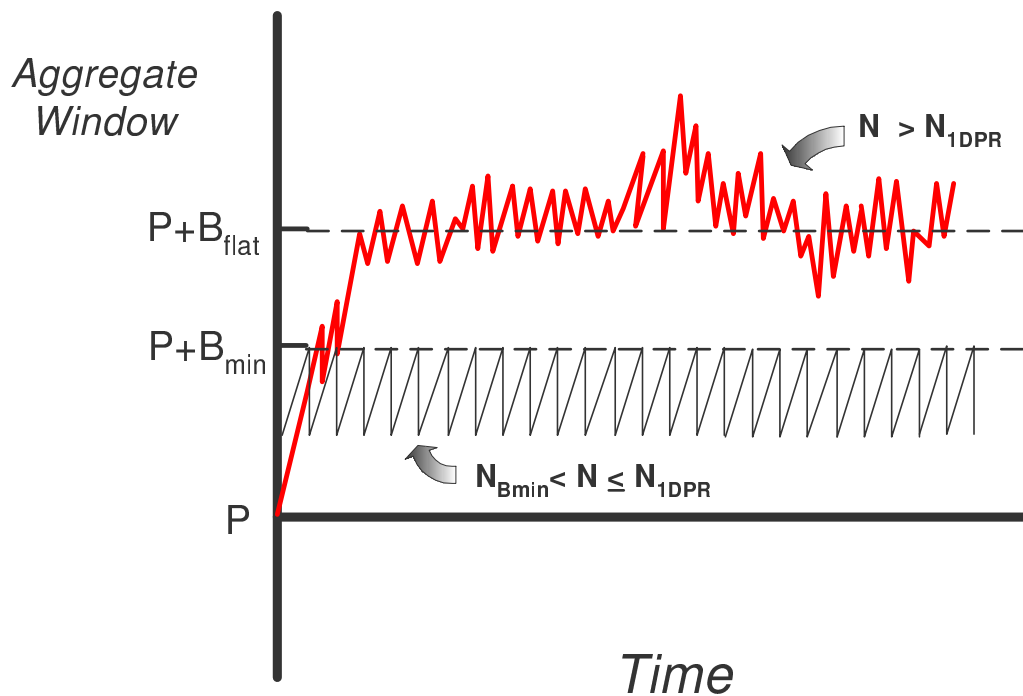 Aggregate
Window
N > N1DPR
P+Bflat
P+Bmin
NBmin< N ≤ N1DPR
P
Time